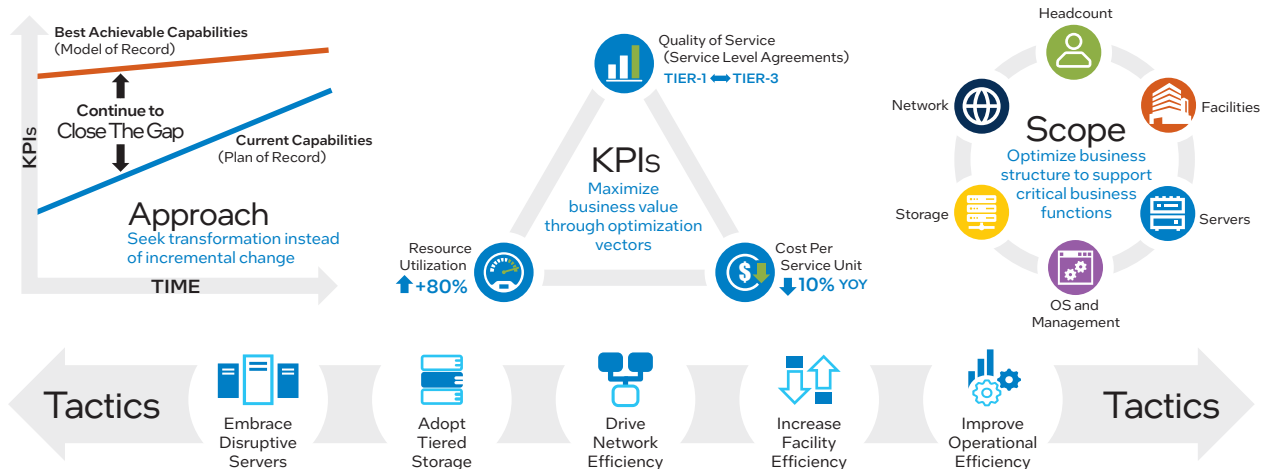 Best Achievable Capabilities
(Model of Record)
Continue to
Close The Gap
Current Capabilities
(Plan of Record)
KPIs
Approach
Seek transformation instead
of incremental change
TIME
Quality of Service
(Service Level Agreements)
TIER-1 TIER-3
KPIs
Maximize
business value
through optimization
vectors
Resource
Utilization
+80%
$
Cost Per
Service Unit
10% YOY
Headcount
Network
Facilities
Scope
Optimize business
structure to support
critical business
functions
Storage
Servers
OS and
Management
Tactics
Embrace
Disruptive
Servers
Adopt
Tiered
Storage
Drive
Network
Efficiency
Increase
Facility
Efficiency
Improve
Operational
Efficiency
Tactics